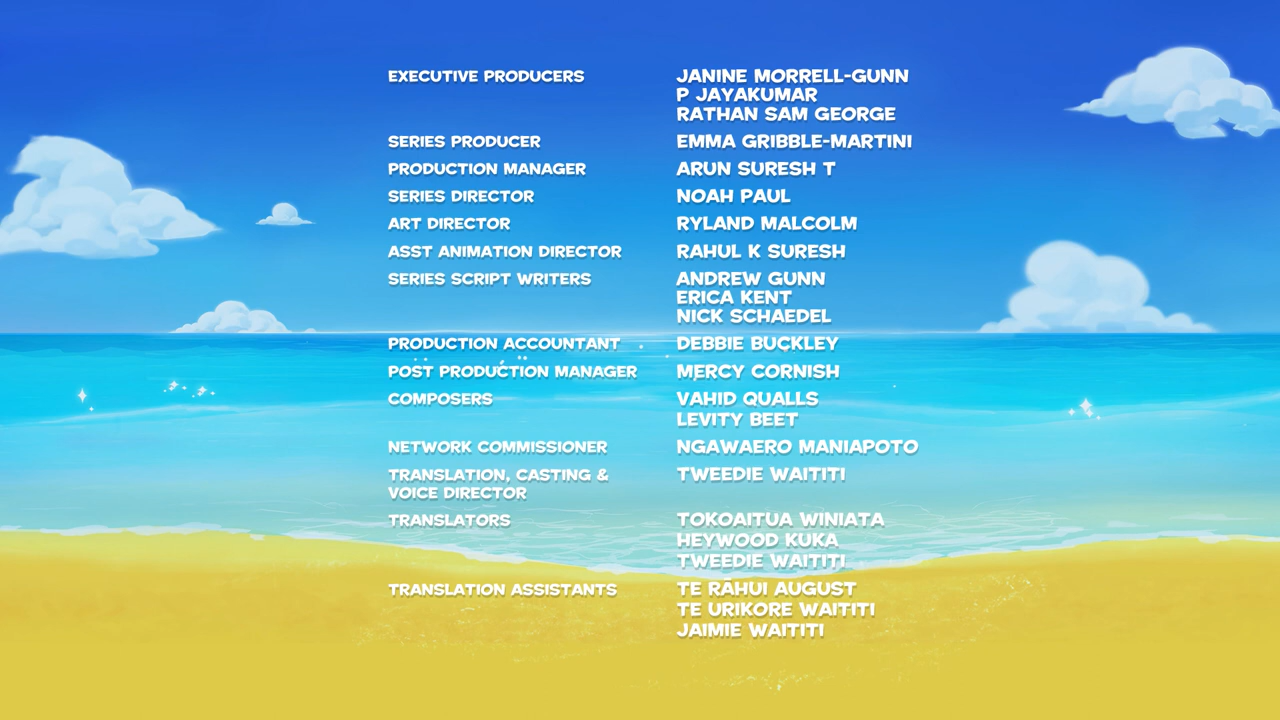 EXECUTIVE PRODUCERS JANINE MORRELL-GUNN
P JAYAKUMAR
RATHAN SAM GEORGE
SERIES PRODUCER EMMA GRIBBLE-MARTINI
PRODUCTION MANAGER ARUN SURESH T
SERIES DIRECTOR NOAH PAUL
ART DIRECTOR RYLAND MALCOLM
ASST ANIMATION DIRECTOR RAHUL K SURESH
SERIES SCRIPT WRITERS ANDREW GUNN
ERICA KENT
NICK SCHAEDEL
PRODUCTION ACCOUNTANT DEBBIE BUCKLEY
POST PRODUCTION MANAGER MERCY CORNISH
COMPOSERS VAHID QUALLS
LEVITY BEET
NETWORK COMMISSIONER NGAWAERO MANIAPOTO
TRANSLATION, CASTING & TWEEDIE WAITITI
VOICE DIRECTOR
TRANSLATORS TOKOAITUA WINIATA
HEYWOOD KUKA
TWEEDIE WAITITI
TRANSLATION ASSISTANTS TE RĀHUI AUGUST
TE URIKORE WAITITI
JAIMIE WAITITI